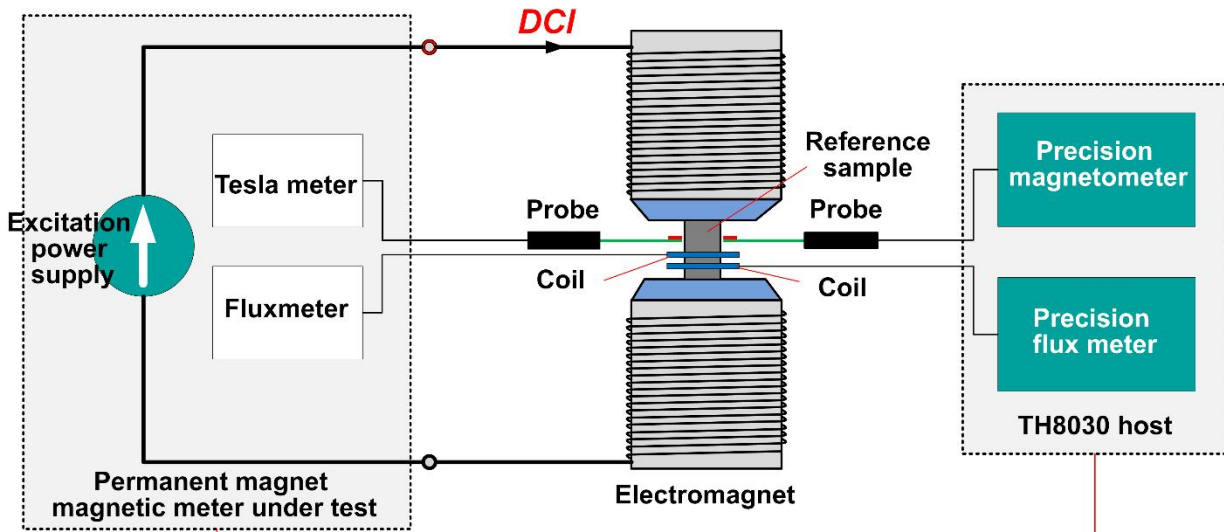 DCI
Tesla meter
Excitation
power
supply
Fluxmeter
Permanent magnet
magnetic meter under test
Probe
Coil
Reference
sample
Probe
Coil
Electromagnet
Precision
magnetometer
Precision
flux meter
TH8030 host